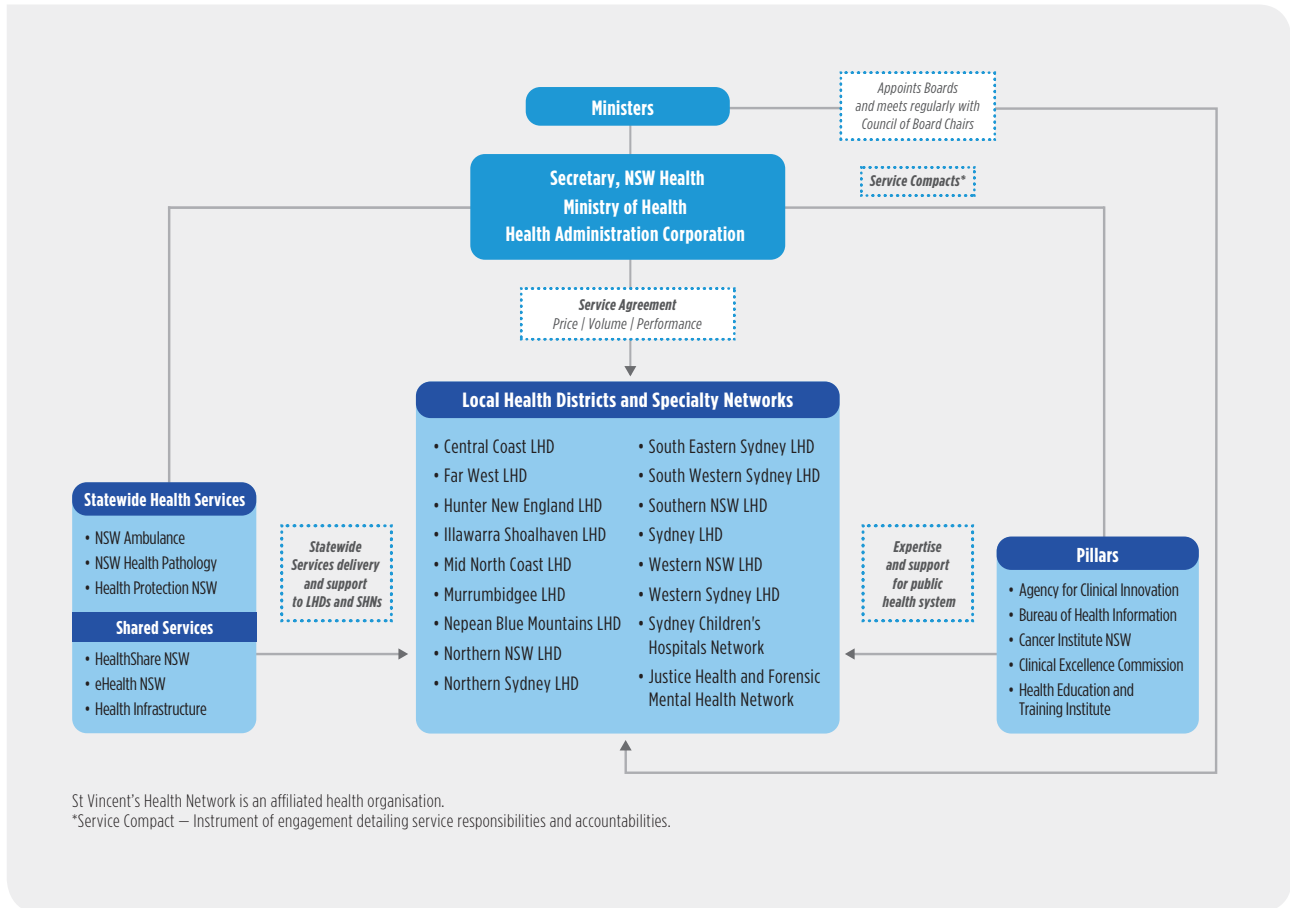 Ministers
Appoints Boards
and meets regularly with
Council of Board Chairs
Secretary, NSW Health
Ministry of Health
Health Administration Corporation
Service Compacts*
Service Agreement
Price | Volume | Performance
Local Health Districts and Specialty Networks
• Central Coast LHD
• Far West LHD
• Hunter New England LHD
• Illawarra Shoalhaven LHD
• Mid North Coast LHD
• Murrumbidgee LHD
• Nepean Blue Mountains LHD
• Northern NSW LHD
• Northern Sydney LHD
• South Eastern Sydney LHD
• South Western Sydney LHD
• Southern NSW LHD
• Sydney LHD
• Western NSW LHD
• Western Sydney LHD
• Sydney Children's
Hospitals Network
• Justice Health and Forensic
Mental Health Network
Statewide Health Services
• NSW Ambulance
• NSW Health Pathology
• Health Protection NSW
Shared Services
• HealthShare NSW
• eHealth NSW
• Health Infrastructure
Statewide
Services delivery
and support
to LHDs and SHNs
Expertise
and support
for public
health system
Pillars
• Agency for Clinical Innovation
• Bureau of Health Information
• Cancer Institute NSW
• Clinical Excellence Commission
• Health Education and
Training Institute
St Vincent's Health Network is an affiliated health organisation.
*Service Compact – Instrument of engagement detailing service responsibilities and accountabilities.